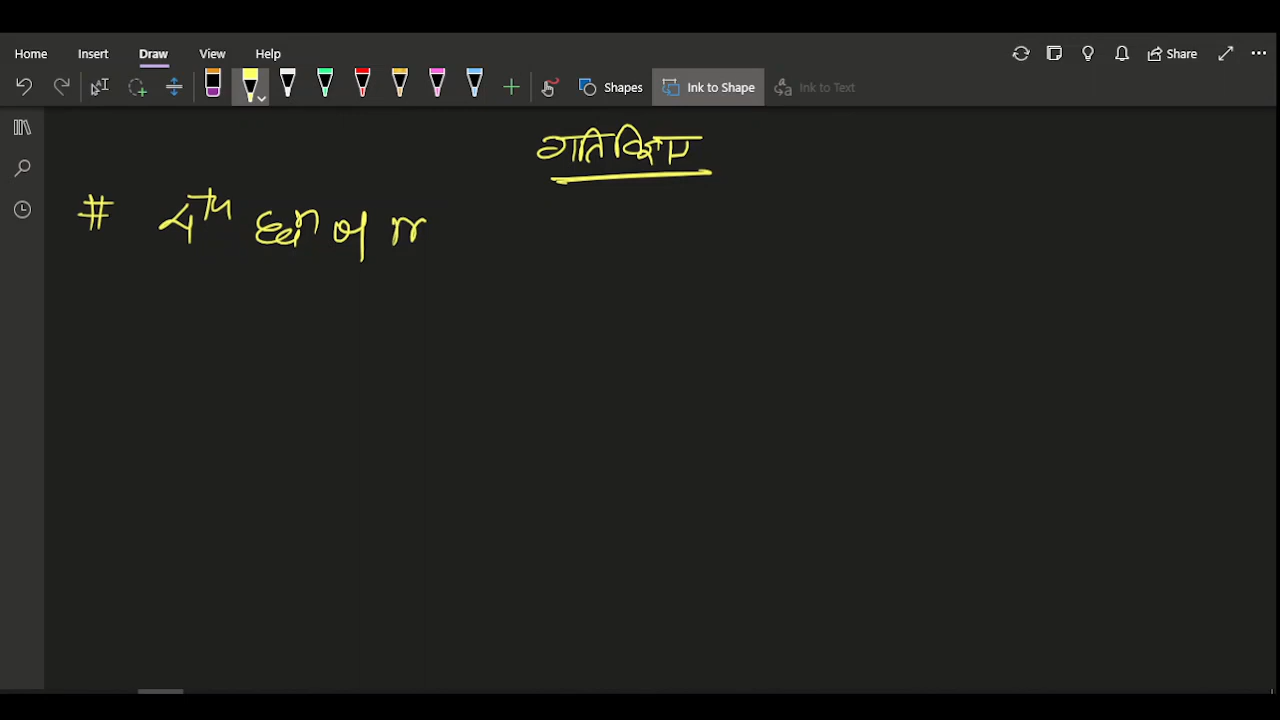 Home Insert Draw View Help Share
Shapes Ink to Shape Ink to Text
# 4th Eqn of m